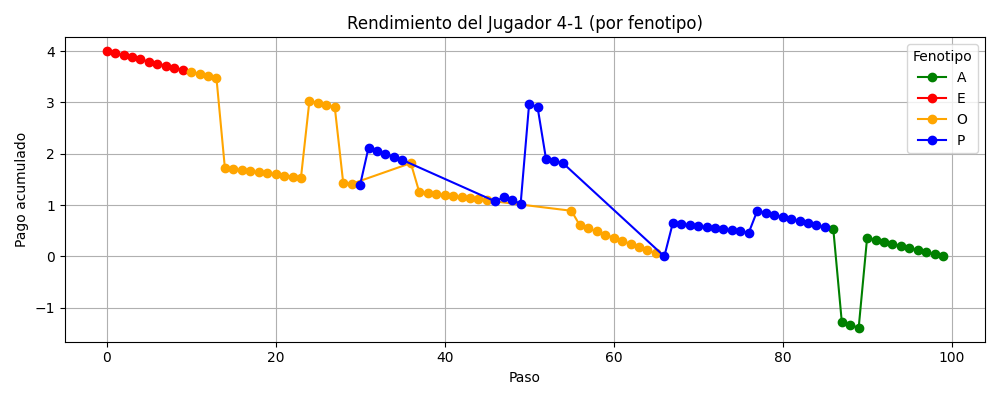 Rendimiento del Jugador 4-1 (por fenotipo)
Pago acumulado
4
3
2
1
0
−1
Fenotipo
A
E
O
P
0 20 40 60 80 100
Paso